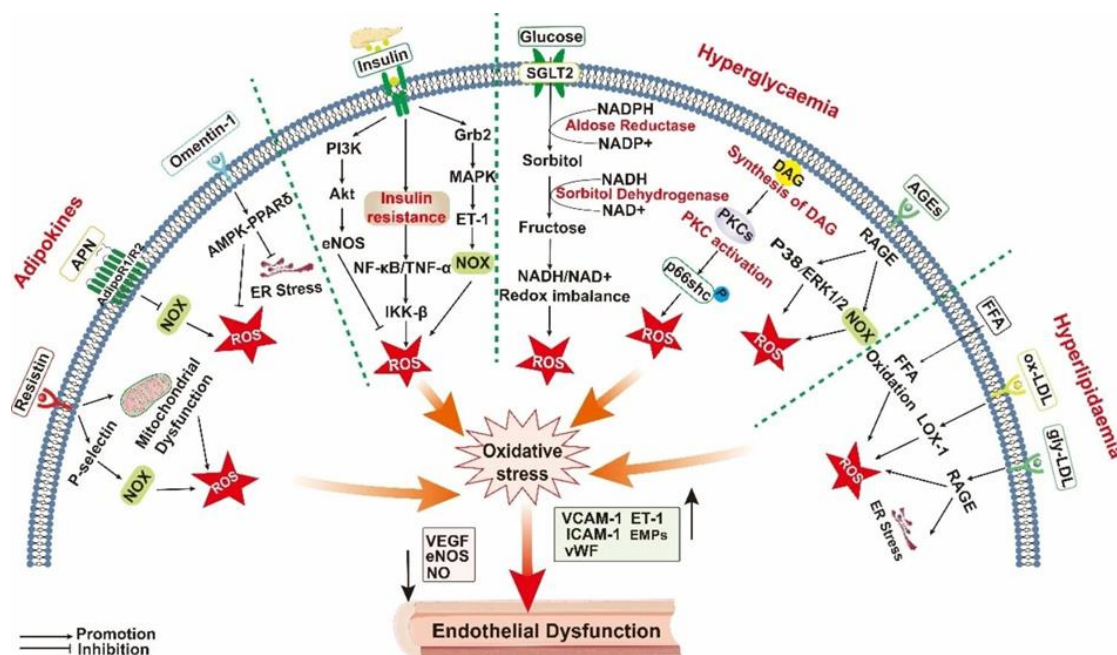 Adipokines
Resistin
P-selectin
NOX
Mitochondrial
Dysfunction
ROS
APN
AdipoR1/R2
NOX
ROS
Omentin-1
AMPK-PPARδ
ER Stress
Insulin
PI3K
Akt
eNOS
Insulin
resistance
NF-κB/TNF-α
IKK-β
Grb2
MAPK
ET-1
NOX
ROS
Hyperglycaemia
Glucose
SGLT2
NADPH
Aldose Reductase
NADP+
Sorbitol
NADH
Sorbitol Dehydrogenase
NAD+
Fructose
NADH/NAD+
Redox imbalance
ROS
DAG
Synthesis of DAG
PKCs
PKC activation
p66shc
P
ROS
AGEs
RAGE
P38/ERK1/2
NOX
ROS
Hyperlipidaemia
FFA
FFA
Oxidation
ox-LDL
LOX-1
gly-LDL
RAGE
ROS
ER Stress
Oxidative
stress
VEGF
eNOS
NO
VCAM-1 ET-1
ICAM-1 EMPs
vWF
Endothelial Dysfunction
Promotion
Inhibition